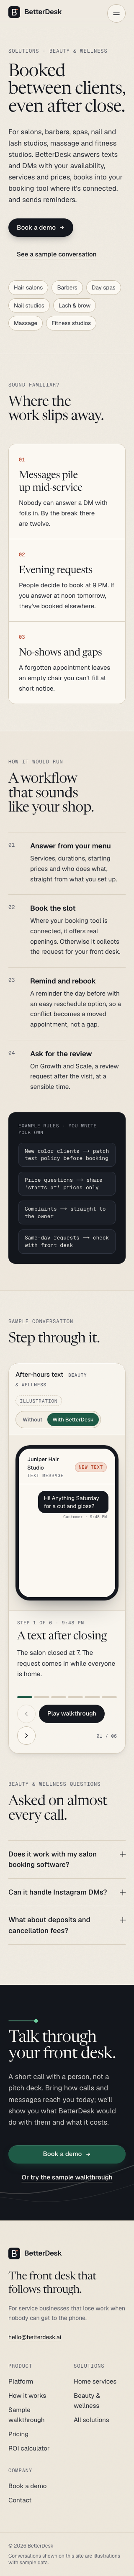 BetterDesk
SOLUTIONS · BEAUTY & WELLNESS
Booked
between clients,
even after close.
For salons, barbers, spas, nail and
lash studios, massage and fitness
studios. BetterDesk answers texts
and DMs with your availability,
services and prices, books into your
booking tool where it's connected,
and sends reminders.
Book a demo →
See a sample conversation
Hair salons
Barbers
Day spas
Nail studios
Lash & brow
Massage
Fitness studios
SOUND FAMILIAR?
Where the
work slips away.
01
Messages pile
up mid-service
Nobody can answer a DM with
foils in. By the break there
are twelve.
02
Evening requests
People decide to book at 9 PM. If
you answer at noon tomorrow,
they've booked elsewhere.
03
No-shows and gaps
A forgotten appointment leaves
an empty chair you can't fill at
short notice.
HOW IT WOULD RUN
A workflow
that sounds
like your shop.
01
Answer from your menu
Services, durations, starting
prices and who does what,
straight from what you set up.
02
Book the slot
Where your booking tool is
connected, it offers real
openings. Otherwise it collects
the request for your front desk.
03
Remind and rebook
A reminder the day before with
an easy reschedule option, so a
conflict becomes a moved
appointment, not a gap.
04
Ask for the review
On Growth and Scale, a review
request after the visit, at a
sensible time.
EXAMPLE RULES · YOU WRITE
YOUR OWN
New color clients → patch
test policy before booking
Price questions → share
'starts at' prices only
Complaints → straight to
the owner
Same-day requests → check
with front desk
SAMPLE CONVERSATION
Step through it.
After-hours text BEAUTY
& WELLNESS
ILLUSTRATION
Without
With BetterDesk
Juniper Hair
Studio
TEXT MESSAGE
NEW TEXT
Hi! Anything Saturday
for a cut and gloss?
Customer · 9:48 PM
STEP 1 OF 6 · 9:48 PM
A text after closing
The salon closed at 7. The
request comes in while everyone
is home.
Play walkthrough
01 / 06
BEAUTY & WELLNESS QUESTIONS
Asked on almost
every call.
Does it work with my salon
booking software?
Can it handle Instagram DMs?
What about deposits and
cancellation fees?
Talk through
your front desk.
A short call with a person, not a
pitch deck. Bring how calls and
messages reach you today; we'll
show you what BetterDesk would
do with them and what it costs.
Book a demo →
Or try the sample walkthrough
BetterDesk
The front desk that
follows through.
For service businesses that lose work when
nobody can get to the phone.
hello@betterdesk.ai
PRODUCT
Platform
How it works
Sample
walkthrough
Pricing
ROI calculator
SOLUTIONS
Home services
Beauty &
wellness
All solutions
COMPANY
Book a demo
Contact
© 2026 BetterDesk
Conversations shown on this site are illustrations
with sample data.